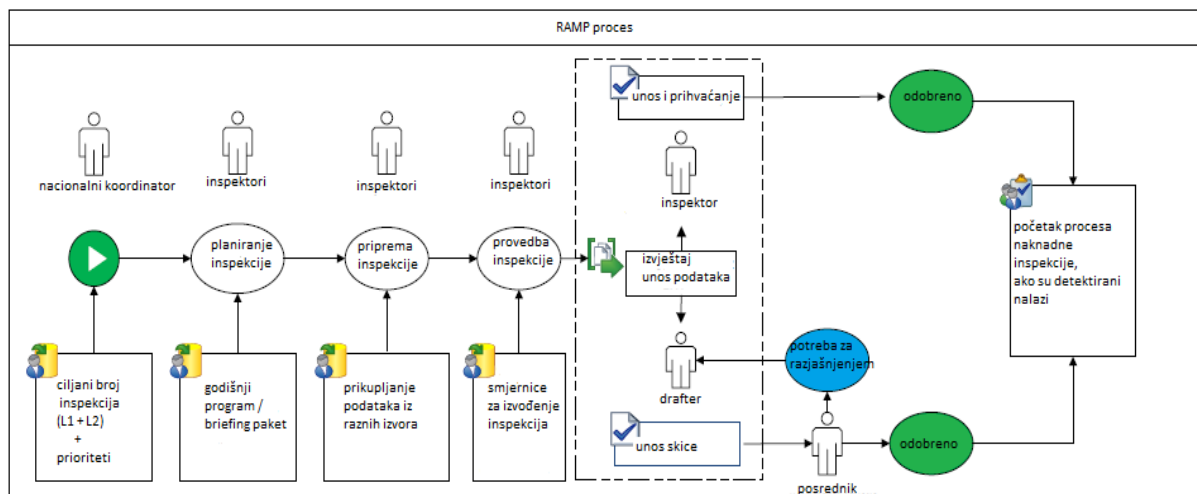 RAMP proces
unos i prihvaćanje
odobreno
nacionalni koordinator
inspektori
inspektori
inspektori
inspektor
planiranje
inspekcije
priprema
inspekcije
provedba
inspekcije
izvještaj
unos podataka
početak procesa
naknadne
inspekcije,
ako su detektirani
nalazi
ciljani broj
inspekcija
(L1 + L2)
+
prioriteti
godišnji
program /
briefing paket
prikupljanje
podataka iz
raznih izvora
smjernice
za izvođenje
inspekcija
potreba za
razjašnjenjem
drafter
unos skice
odobreno
posrednik